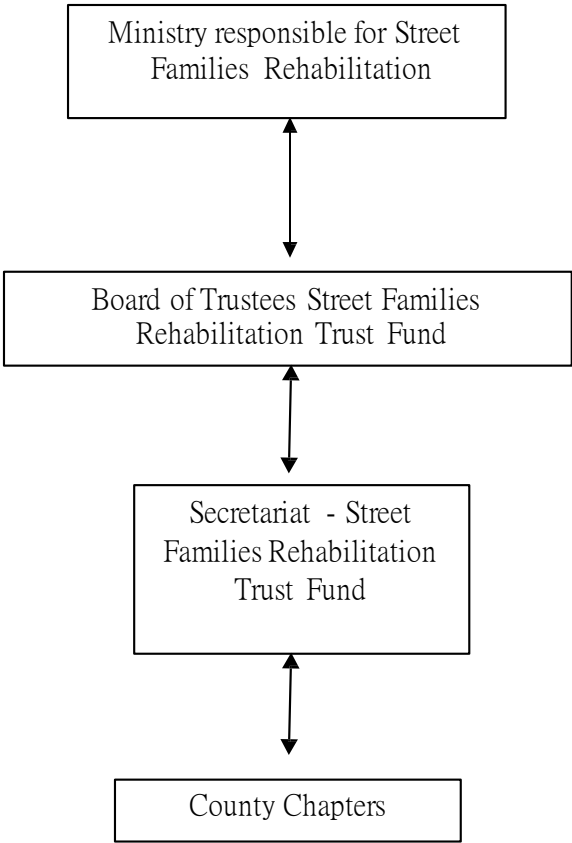 Ministry responsible for Street
Families Rehabilitation
Board of Trustees Street Families
Rehabilitation Trust Fund
Secretariat - Street
Families Rehabilitation
Trust Fund
County Chapters